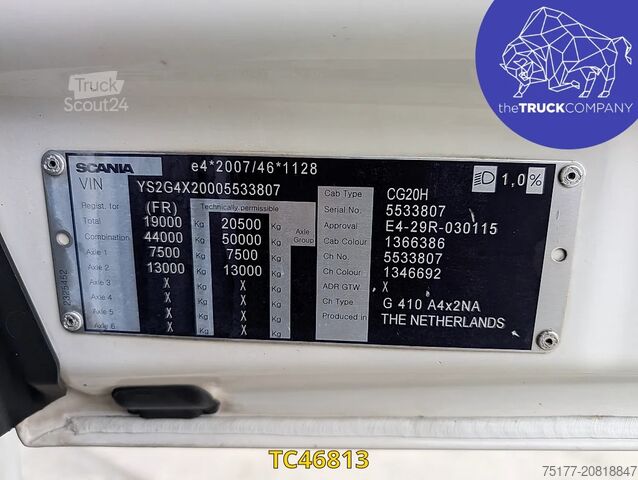 Truck
Scout24
theTRUCKCOMPANY
SCANIA e4*2007/46*1128
VIN YS2G4X20005533807
1,0 %
Regist. for (FR) Technically permissible
Total 19000 Kg 20500 Kg
Combination 44000 Kg 50000 Kg Axle Group
Axle 1 7500 Kg 7500 Kg
Axle 2 13000 Kg 13000 Kg
Axle 3 X Kg X Kg
Axle 4 X Kg X Kg
Axle 5 X Kg X Kg
Axle 6 X Kg X Kg
Cab Type CG20H
Serial No. 5533807
Approval E4-29R-030115
Cab Colour 1366386
Ch No. 5533807
Ch Colour 1346692
ADR GTW X
Ch Type G 410 A4x2NA
Produced in THE NETHERLANDS
2325452
TC46813
75177-20818847